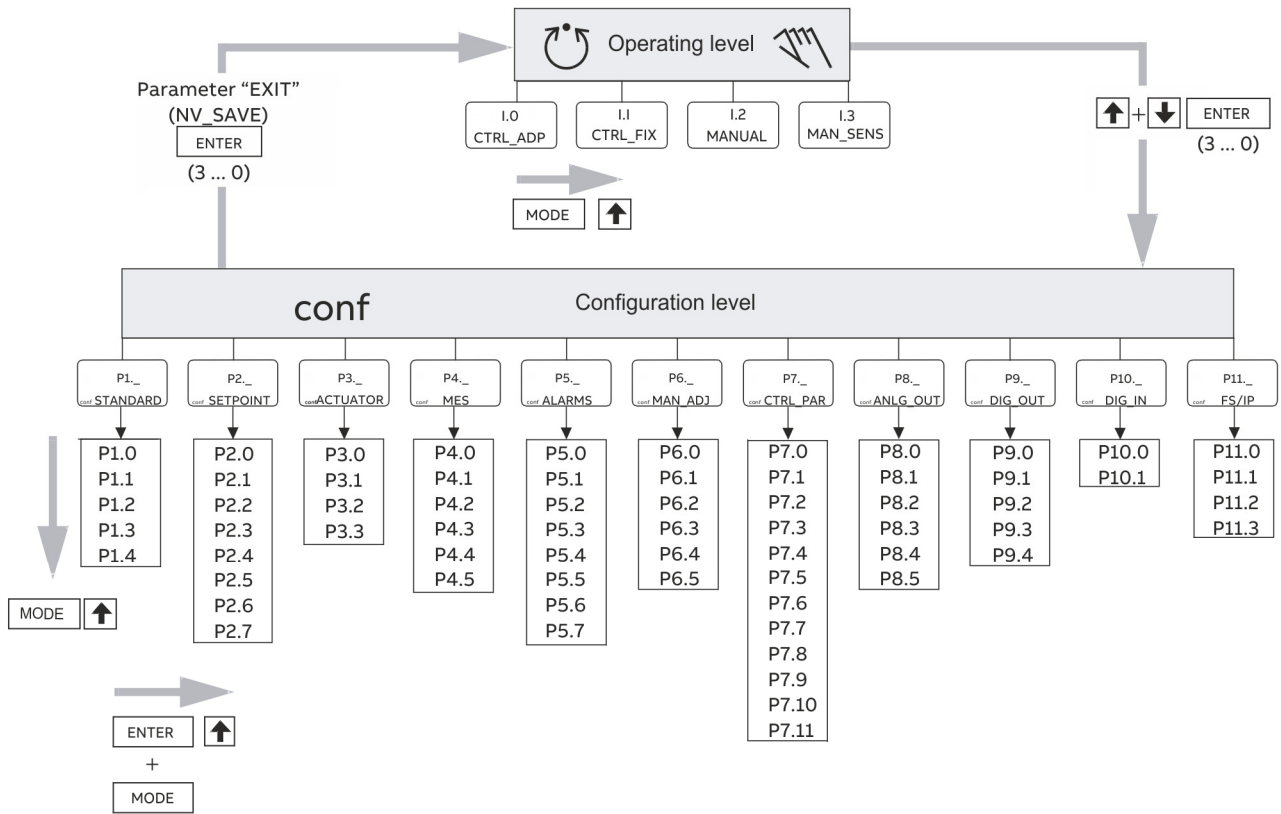 Operating level
Parameter “EXIT”
(NV_SAVE)
ENTER
(3 ... 0)
I.0
CTRL_ADP
I.1
CTRL_FIX
I.2
MANUAL
I.3
MAN_SENS
+
ENTER
(3 ... 0)
MODE
conf
Configuration level
P1._
conf STANDARD
P2._
conf SETPOINT
P3._
conf ACTUATOR
P4._
conf MES
P5._
conf ALARMS
P6._
conf MAN_ADJ
P7._
conf CTRL_PAR
P8._
conf ANLG_OUT
P9._
conf DIG_OUT
P10._
conf DIG_IN
P11._
conf FS/IP
P1.0
P1.1
P1.2
P1.3
P1.4
P2.0
P2.1
P2.2
P2.3
P2.4
P2.5
P2.6
P2.7
P3.0
P3.1
P3.2
P3.3
P4.0
P4.1
P4.2
P4.3
P4.4
P4.5
P5.0
P5.1
P5.2
P5.3
P5.4
P5.5
P5.6
P5.7
P6.0
P6.1
P6.2
P6.3
P6.4
P6.5
P7.0
P7.1
P7.2
P7.3
P7.4
P7.5
P7.6
P7.7
P7.8
P7.9
P7.10
P7.11
P8.0
P8.1
P8.2
P8.3
P8.4
P8.5
P9.0
P9.1
P9.2
P9.3
P9.4
P10.0
P10.1
P11.0
P11.1
P11.2
P11.3
MODE
ENTER
+
MODE